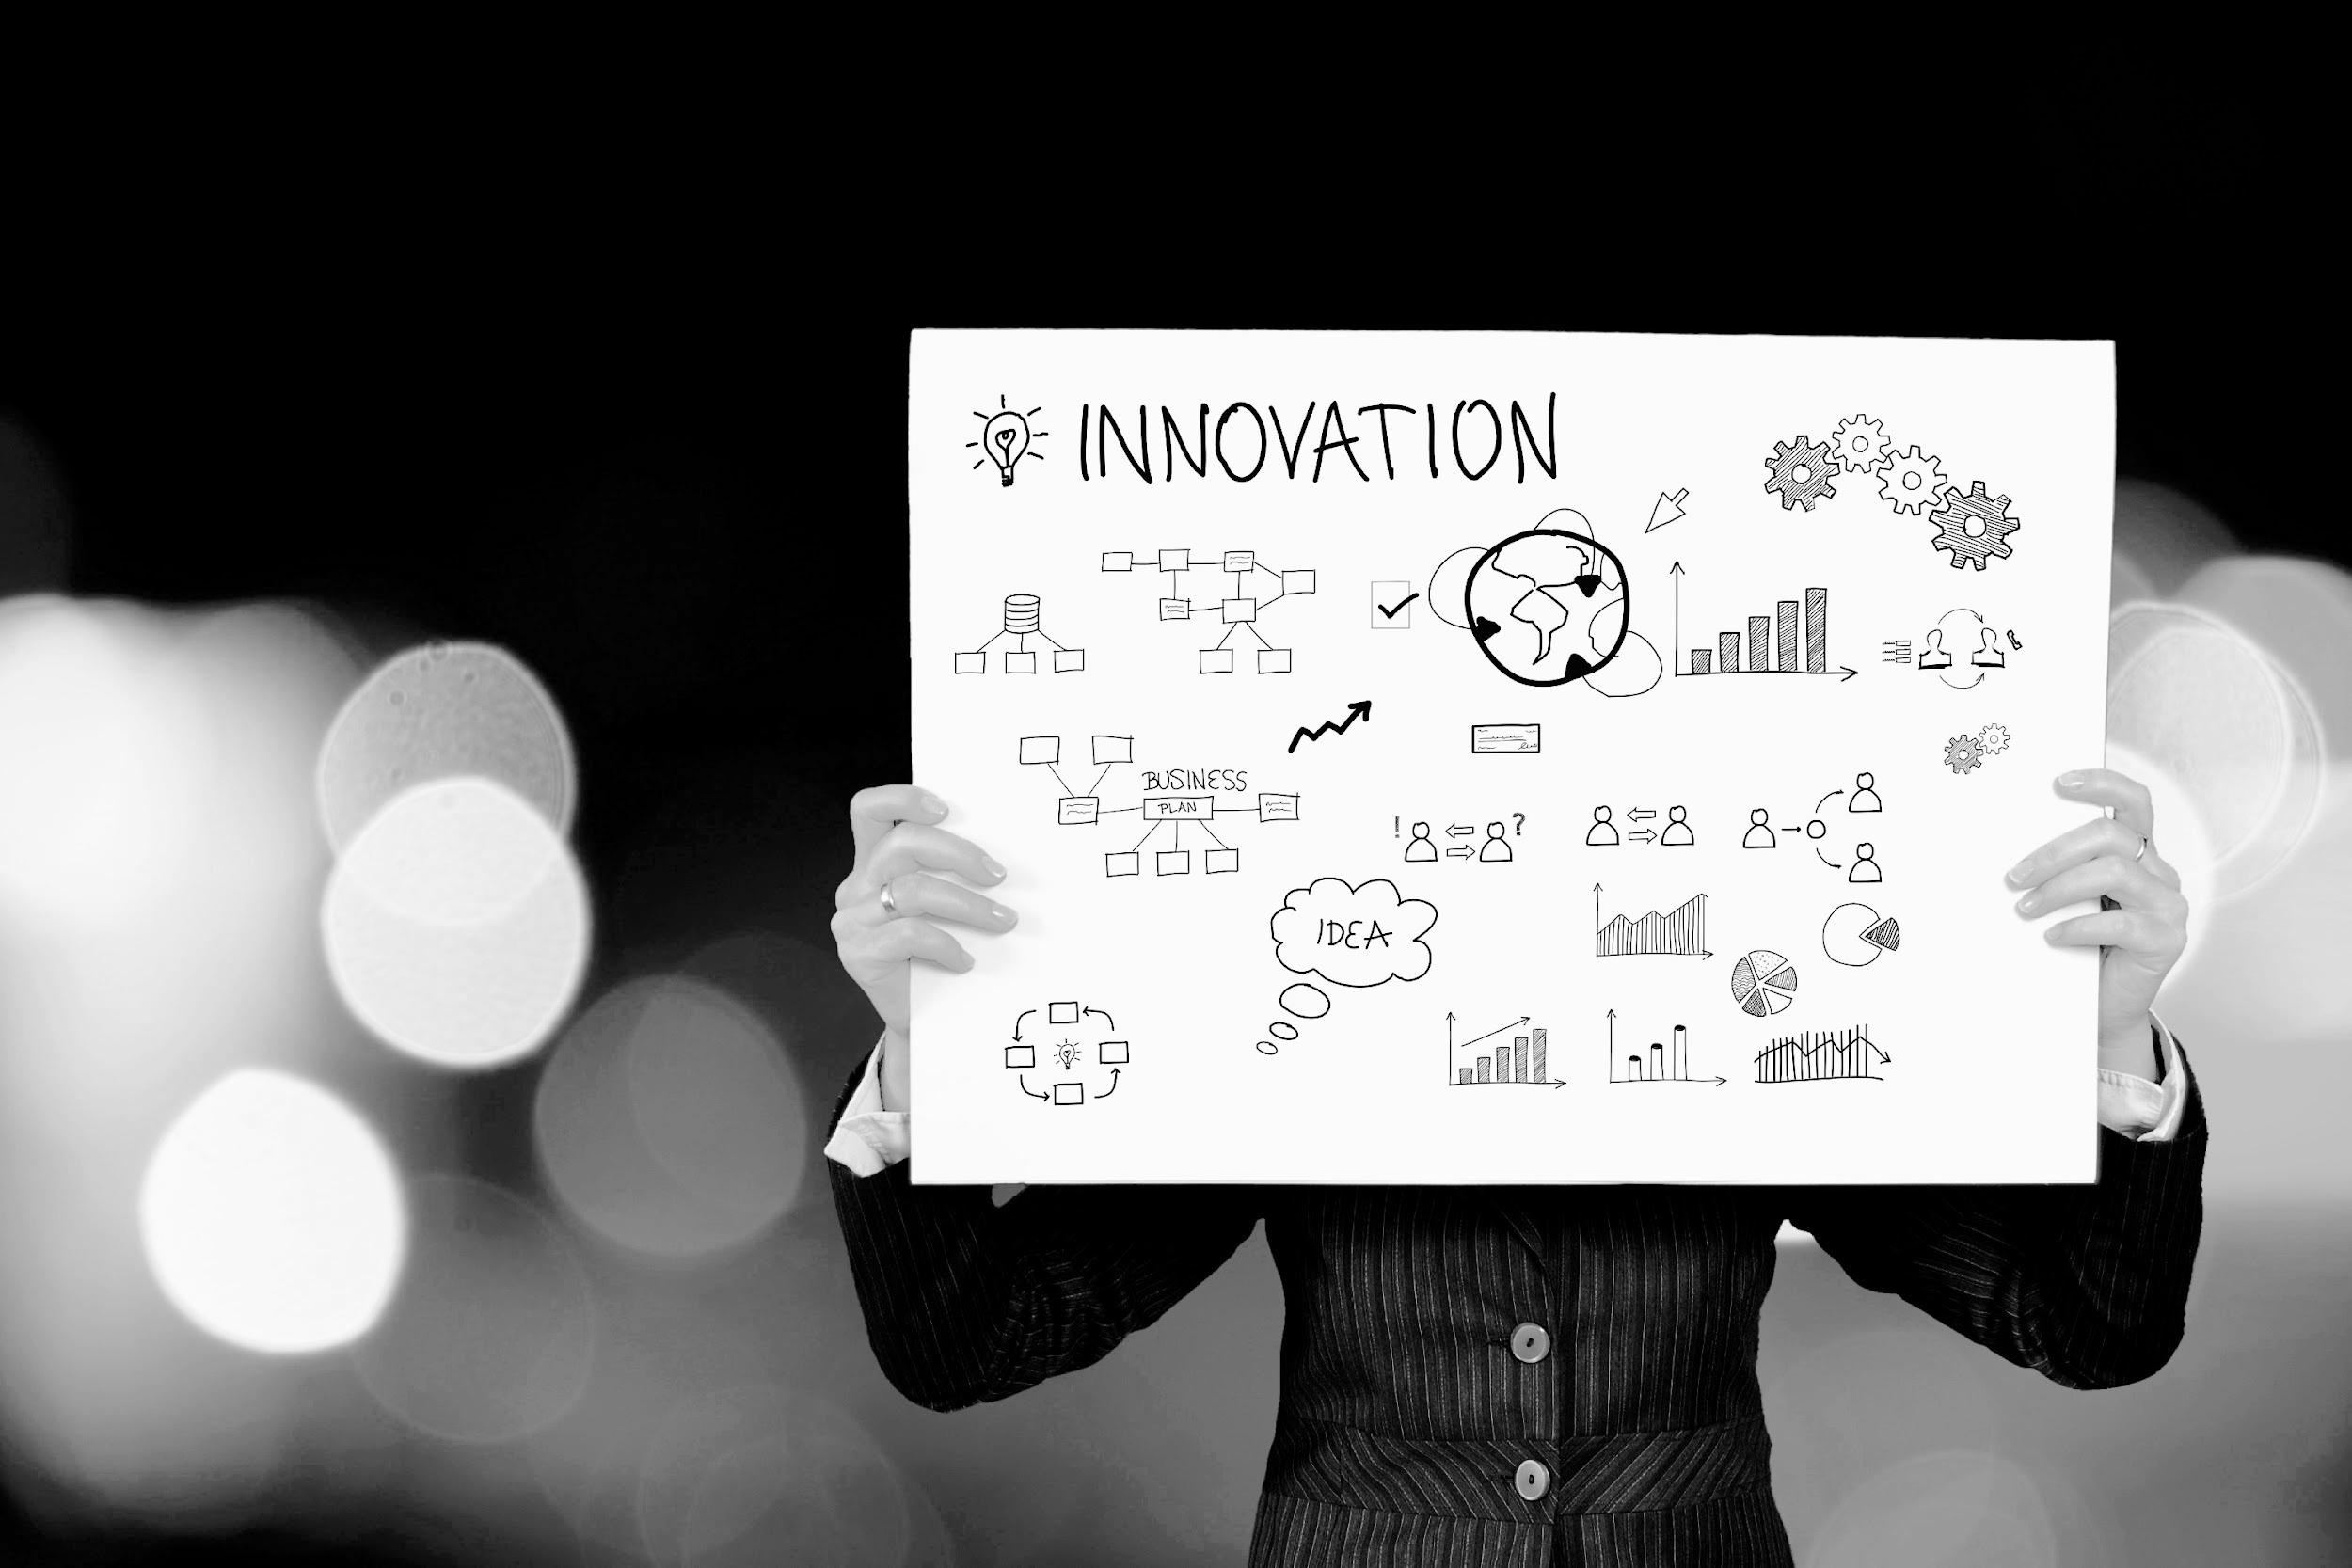 INNOVATION
BUSINESS
PLAN
! ?
IDEA